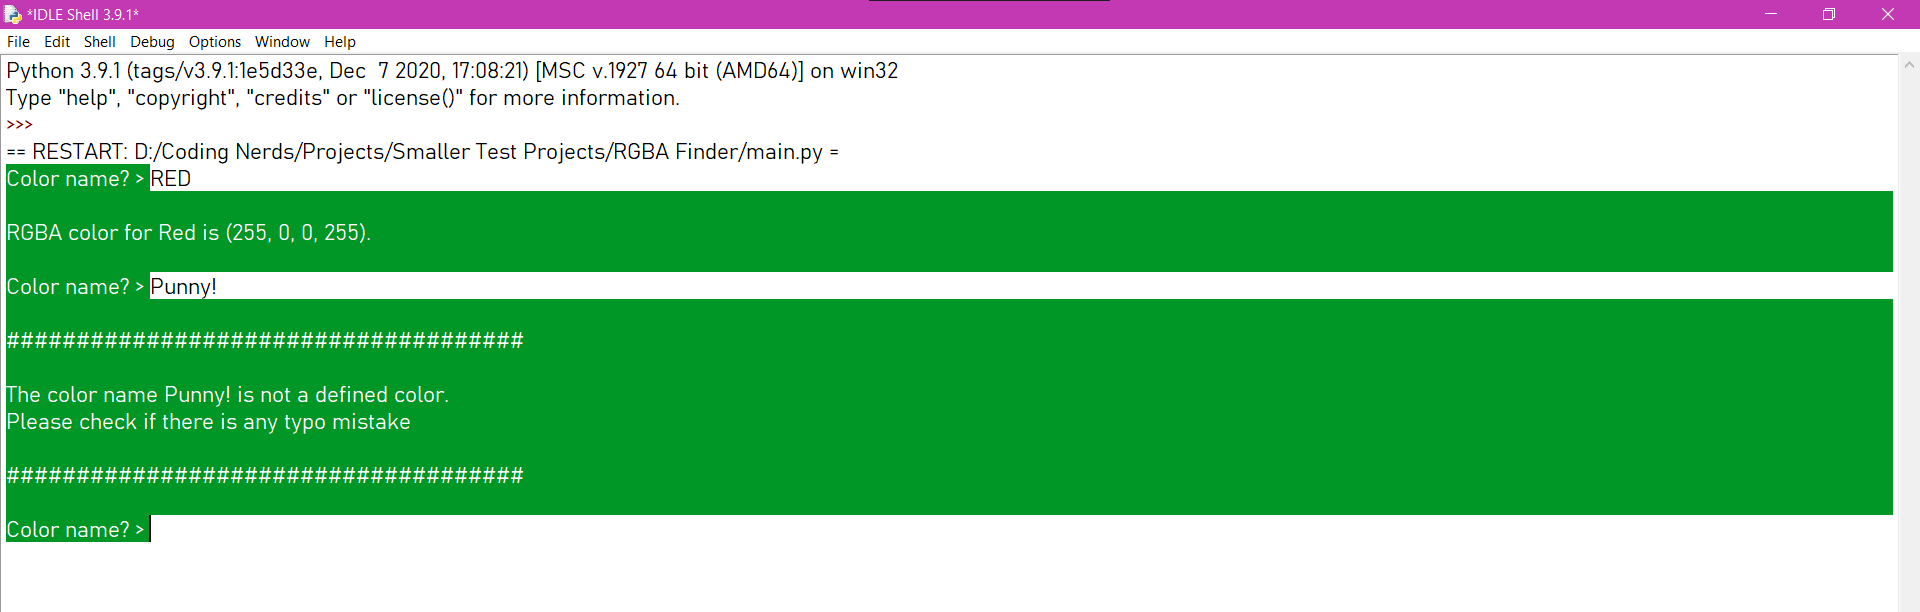 *IDLE Shell 3.9.1*
File Edit Shell Debug Options Window Help
Python 3.9.1 (tags/v3.9.1:1e5d33e, Dec  7 2020, 17:08:21) [MSC v.1927 64 bit (AMD64)] on win32
Type "help", "copyright", "credits" or "license()" for more information.
>>>
== RESTART: D:/Coding Nerds/Projects/Smaller Test Projects/RGBA Finder/main.py =
Color name? > RED
RGBA color for Red is (255, 0, 0, 255).
Color name? > Punny!
#####################################
The color name Punny! is not a defined color.
Please check if there is any typo mistake
#####################################
Color name? >